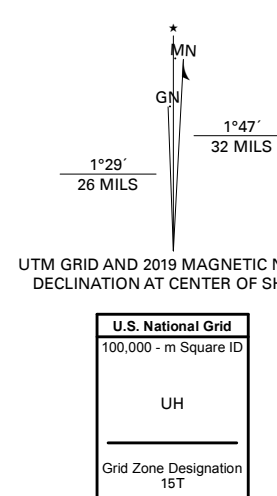 ★
MN
GN
1°47´
32 MILS
1°29´
26 MILS
UTM GRID AND 2019 MAGNETIC N
DECLINATION AT CENTER OF SH
U.S. National Grid
100,000 - m Square ID
UH
Grid Zone Designation
15T